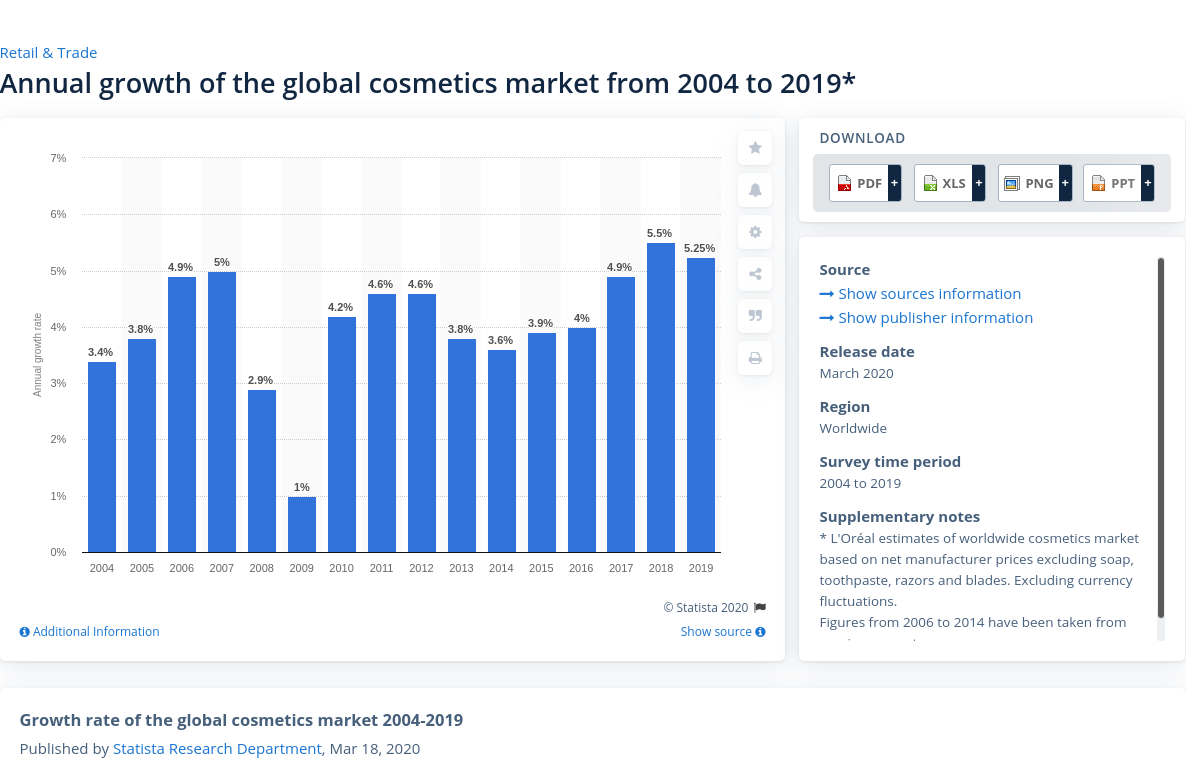 Retail & Trade
Annual growth of the global cosmetics market from 2004 to 2019*
7%
6%
5%
4%
3%
2%
1%
0%
Annual growth rate
3.4%
3.8%
4.9%
5%
2.9%
1%
4.2%
4.6%
4.6%
3.8%
3.6%
3.9%
4%
4.9%
5.5%
5.25%
2004 2005 2006 2007 2008 2009 2010 2011 2012 2013 2014 2015 2016 2017 2018 2019
© Statista 2020
Additional Information
Show source
DOWNLOAD
PDF + XLS + PNG + PPT +
Source
Show sources information
Show publisher information
Release date
March 2020
Region
Worldwide
Survey time period
2004 to 2019
Supplementary notes
* L'Oréal estimates of worldwide cosmetics market
based on net manufacturer prices excluding soap,
toothpaste, razors and blades. Excluding currency
fluctuations.
Figures from 2006 to 2014 have been taken from
Growth rate of the global cosmetics market 2004-2019
Published by Statista Research Department, Mar 18, 2020